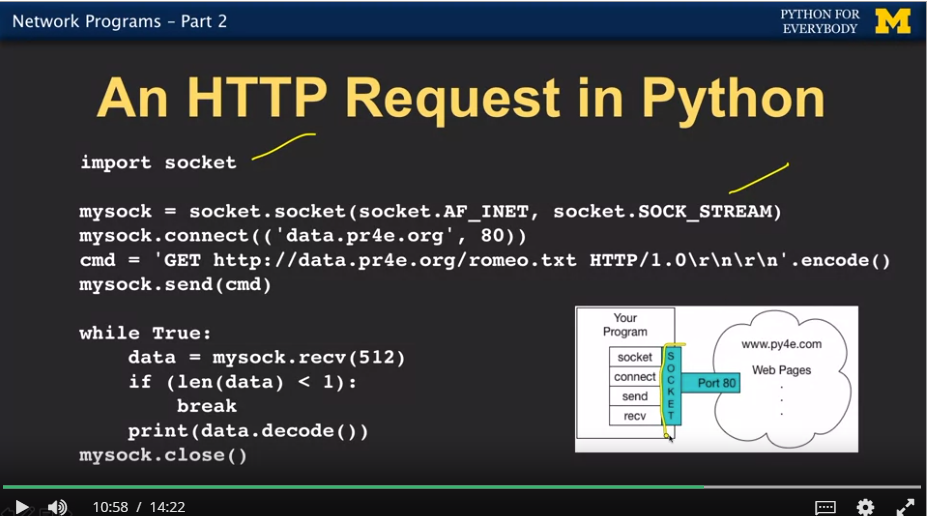 Network Programs – Part 2
PYTHON FOR
EVERYBODY
M
An HTTP Request in Python
import socket
mysock = socket.socket(socket.AF_INET, socket.SOCK_STREAM)
mysock.connect(('data.pr4e.org', 80))
cmd = 'GET http://data.pr4e.org/romeo.txt HTTP/1.0\r\n\r\n'.encode()
mysock.send(cmd)
while True:
    data = mysock.recv(512)
    if (len(data) < 1):
        break
    print(data.decode())
mysock.close()
Your
Program
socket
connect
send
recv
SOCKET
Port 80
www.py4e.com
Web Pages
.
.
.
10:58 / 14:22